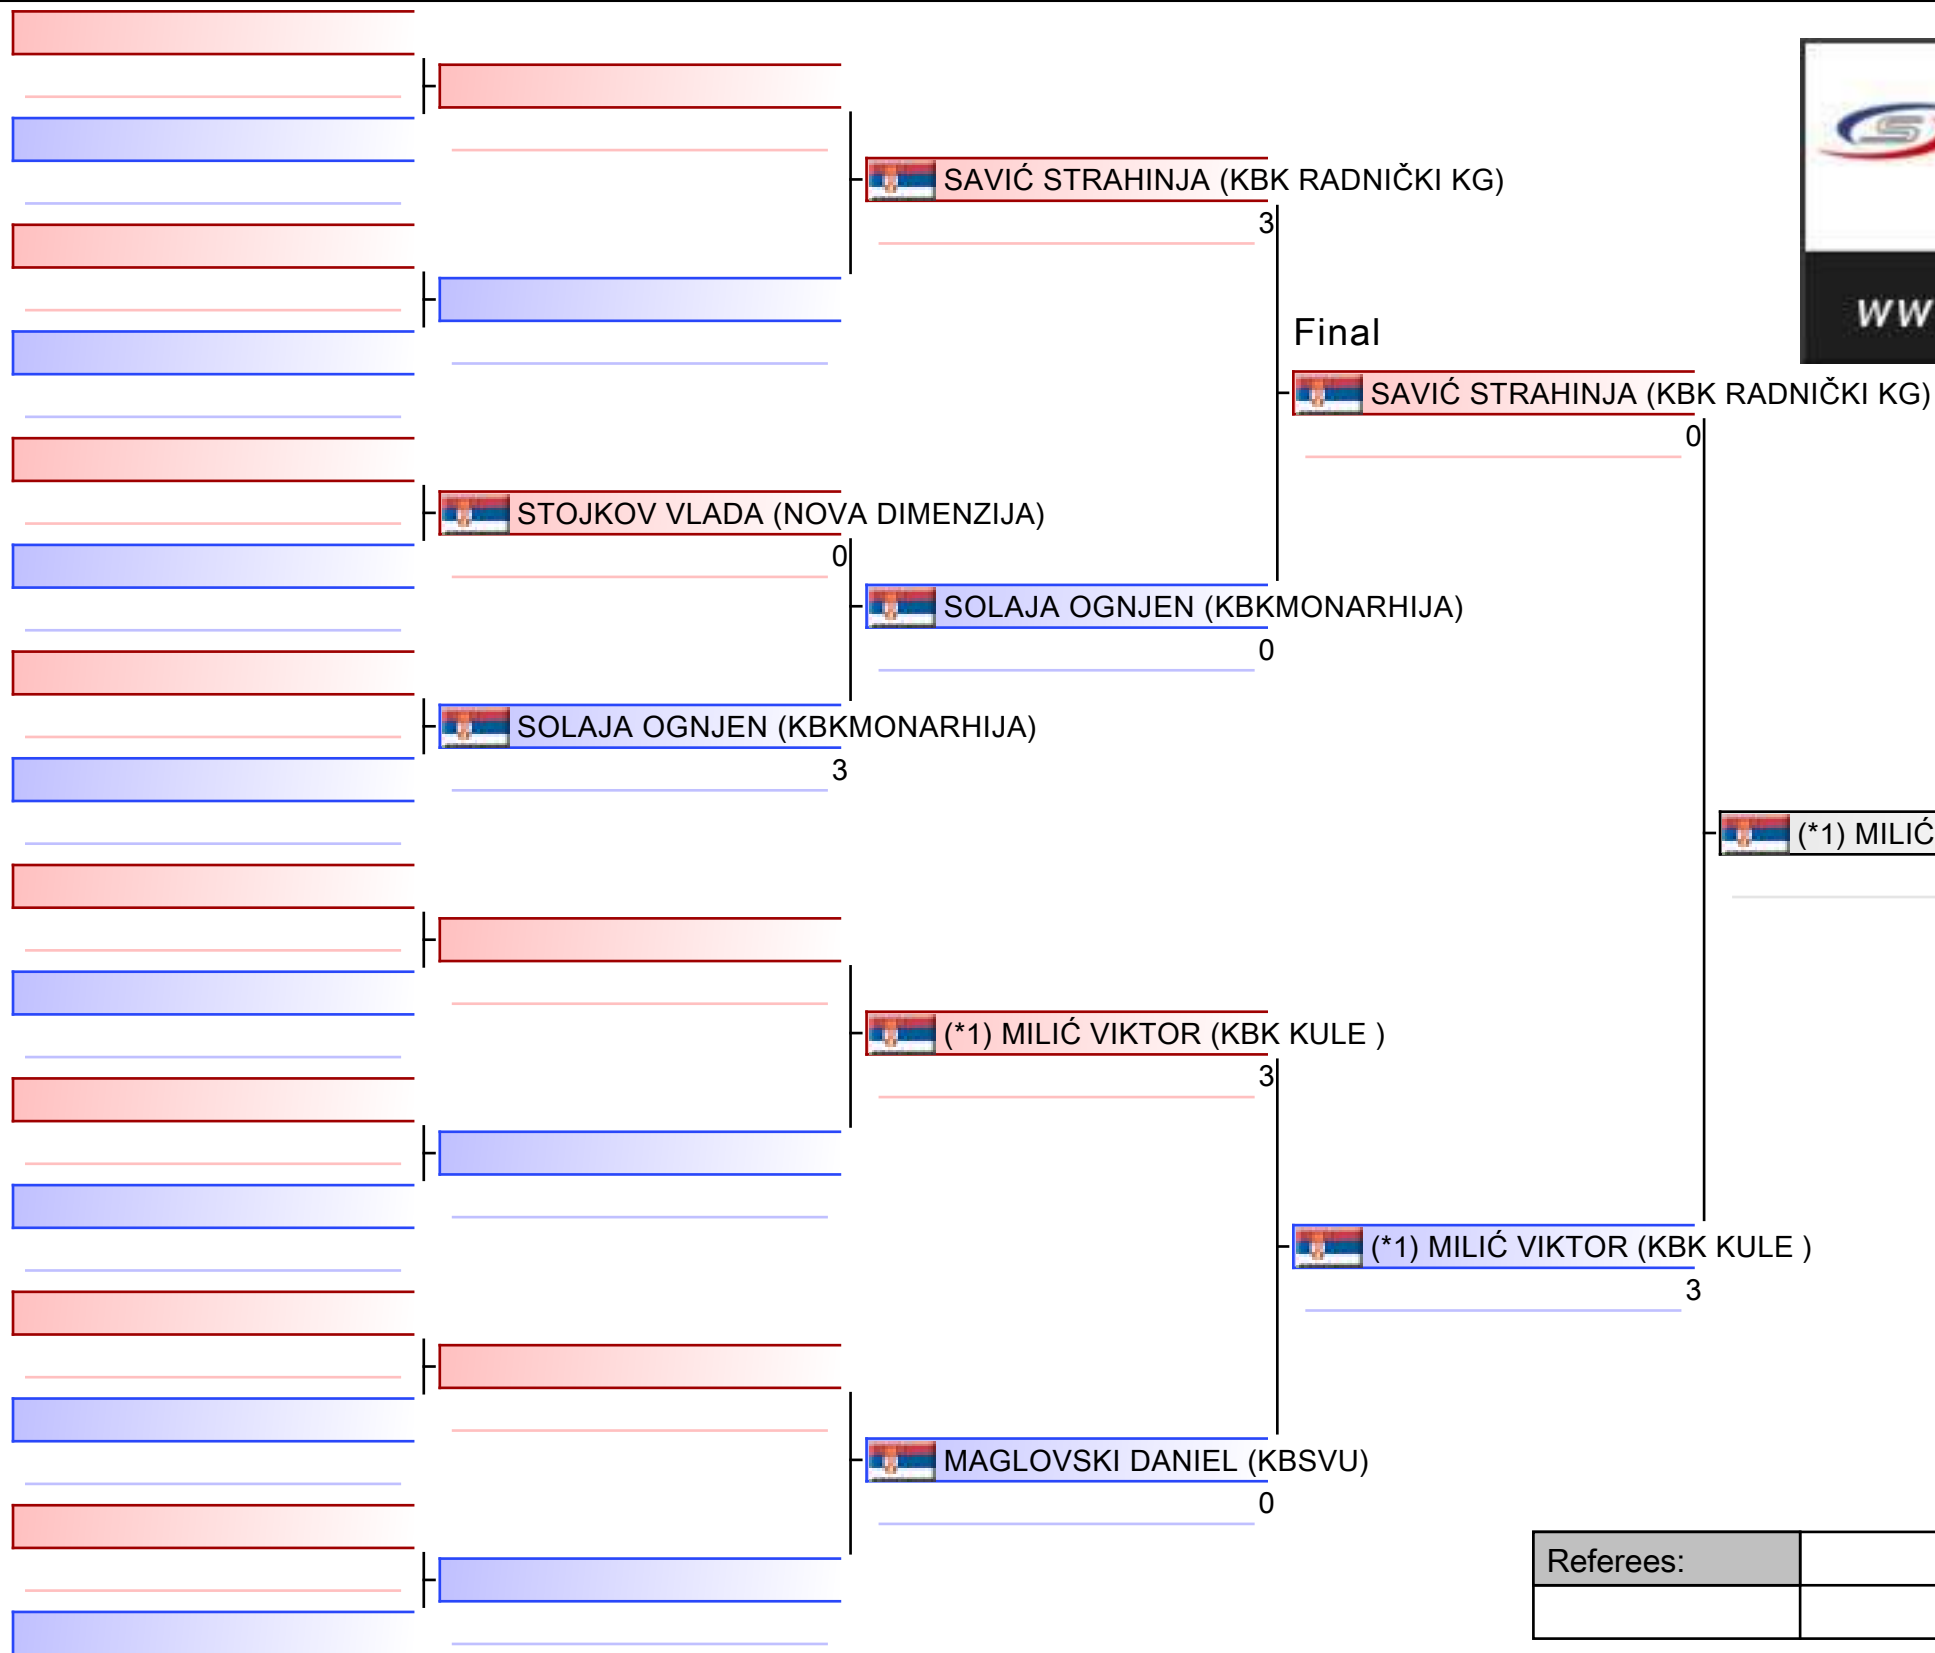 SAVIĆ STRAHINJA (KBK RADNIČKI KG)
3
Final
WW
SAVIĆ STRAHINJA (KBK RADNIČKI KG)
0
STOJKOV VLADA (NOVA DIMENZIJA)
0
SOLAJA OGNJEN (KBKMONARHIJA)
0
SOLAJA OGNJEN (KBKMONARHIJA)
3
(*1) MILIĆ
(*1) MILIĆ VIKTOR (KBK KULE )
3
(*1) MILIĆ VIKTOR (KBK KULE )
3
MAGLOVSKI DANIEL (KBSVU)
0
Referees: